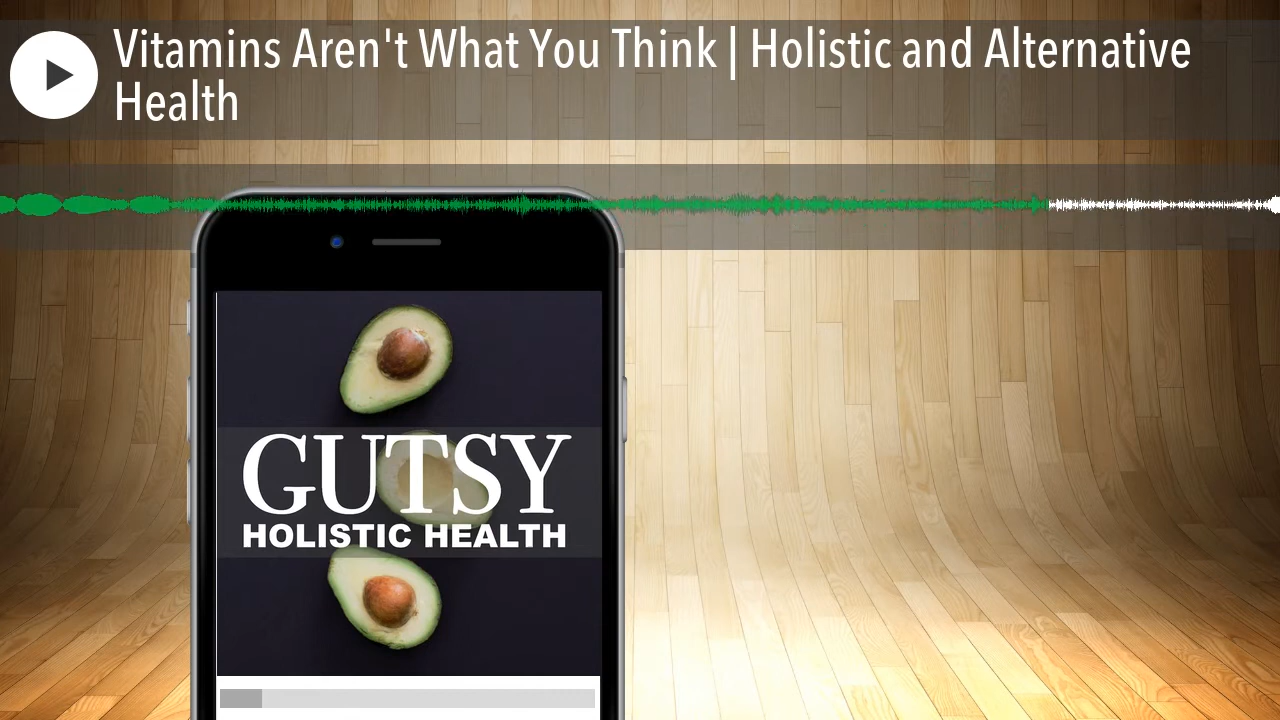 Vitamins Aren't What You Think | Holistic and Alternative
Health
GUTSY
HOLISTIC HEALTH